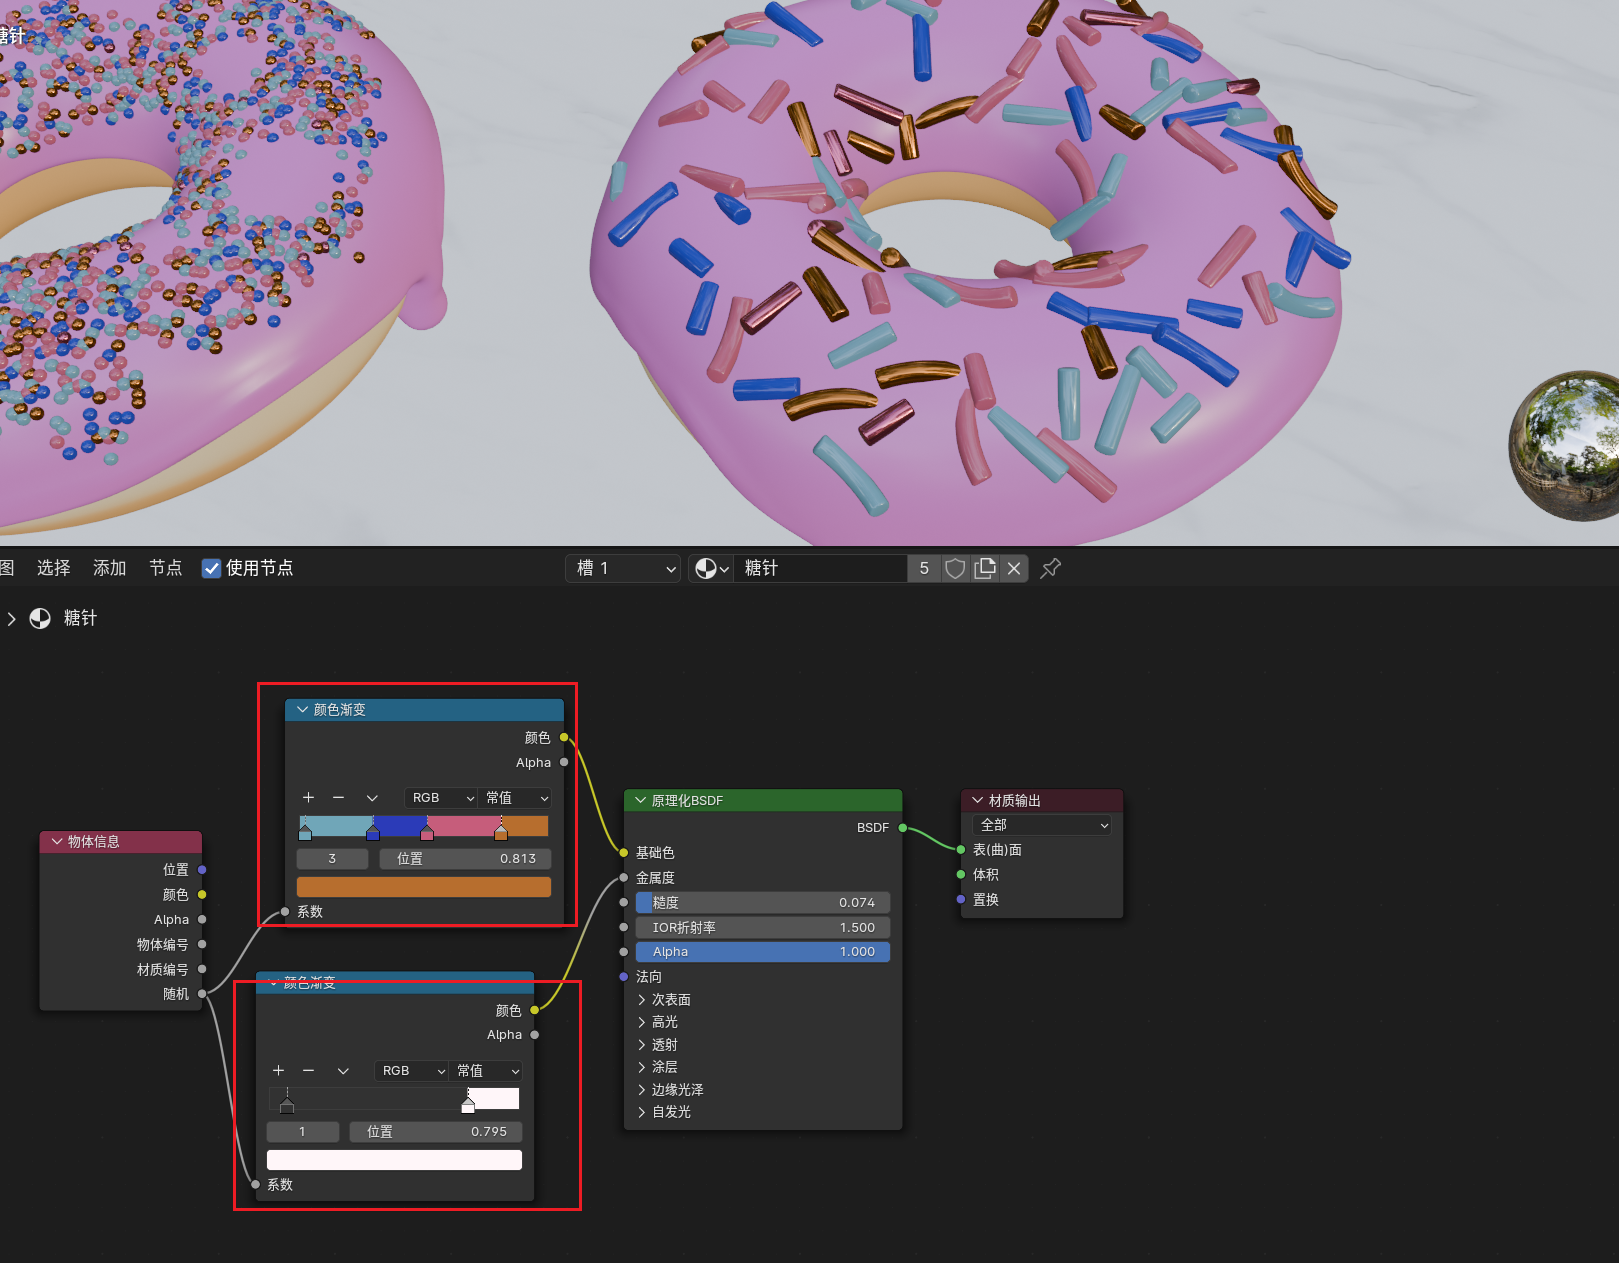 糖针
图 选择 添加 节点 使用节点 槽 1 糖针 5
糖针
颜色渐变
颜色
Alpha
RGB 常值
3 位置 0.813
系数
物体信息
位置
颜色
Alpha
物体编号
材质编号
随机
颜色渐变
颜色
Alpha
RGB 常值
1 位置 0.795
系数
原理化BSDF
BSDF
基础色
金属度
糙度 0.074
IOR折射率 1.500
Alpha 1.000
法向
次表面
高光
透射
涂层
边缘光泽
自发光
材质输出
全部
表(曲)面
体积
置换